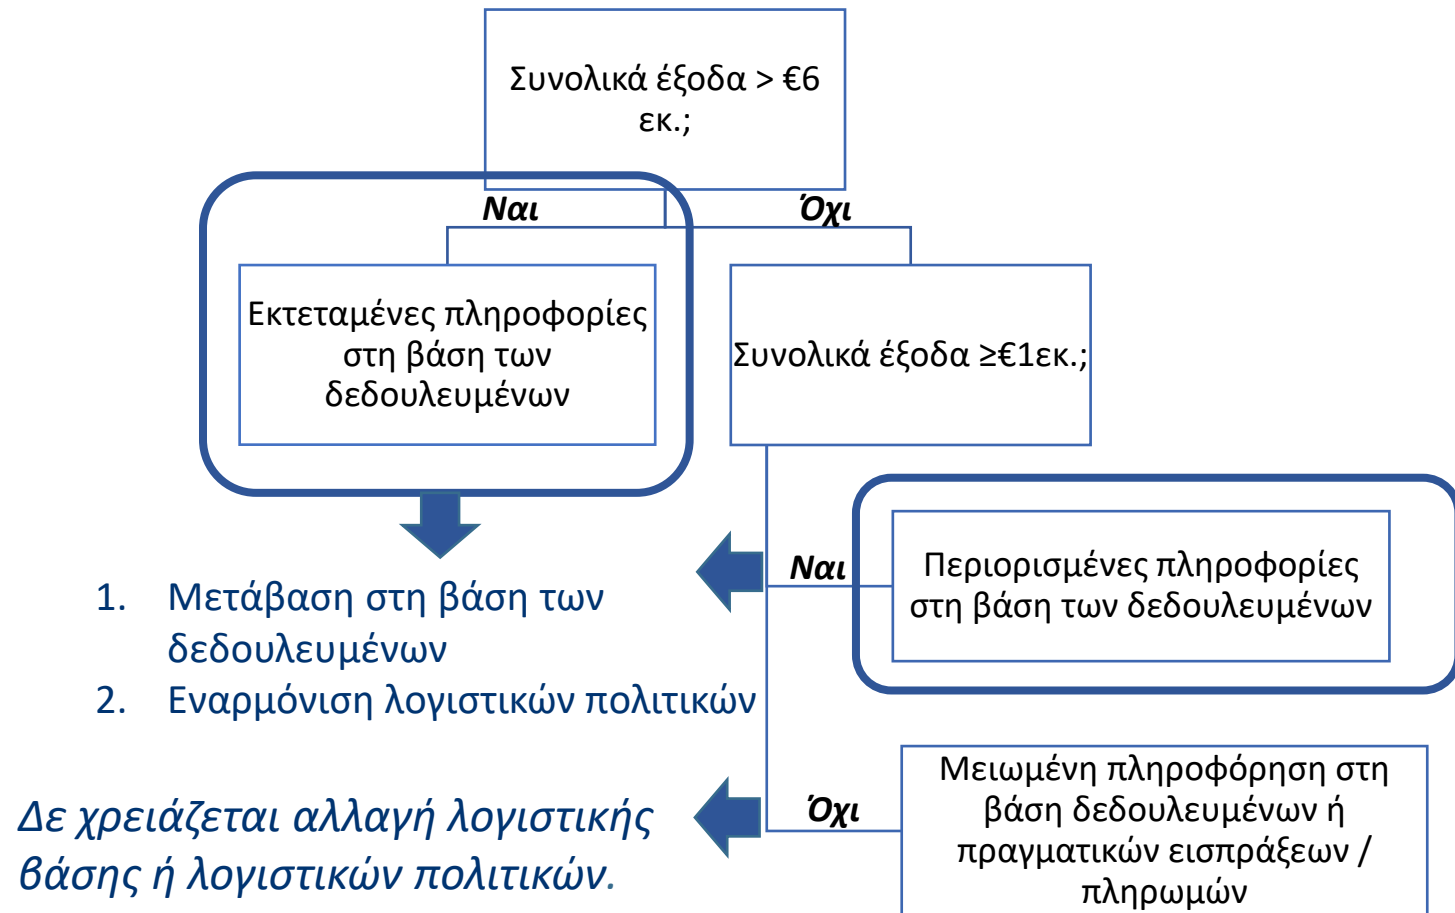 Συνολικά έξοδα > €6
εκ.;
Ναι
Όχι
Εκτεταμένες πληροφορίες
στη βάση των
δεδουλευμένων
Συνολικά έξοδα ≥€1εκ.;
Ναι
Περιορισμένες πληροφορίες
στη βάση των δεδουλευμένων
1. Μετάβαση στη βάση των
δεδουλευμένων
2. Εναρμόνιση λογιστικών πολιτικών
Όχι
Μειωμένη πληροφόρηση στη
βάση δεδουλευμένων ή
πραγματικών εισπράξεων /
πληρωμών
Δε χρειάζεται αλλαγή λογιστικής
βάσης ή λογιστικών πολιτικών.